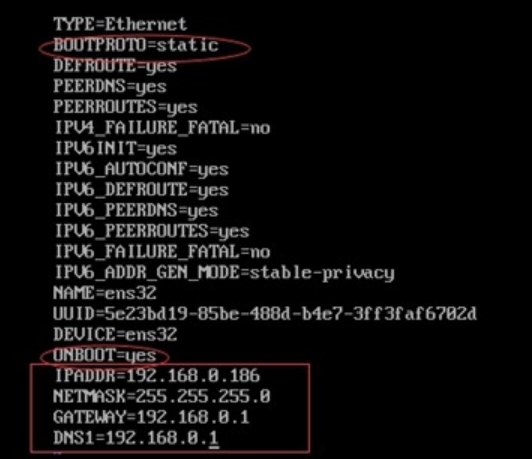 TYPE=Ethernet
BOOTPROTO=static
DEFROUTE=yes
PEERDNS=yes
PEERROUTES=yes
IPV4_FAILURE_FATAL=no
IPV6INIT=yes
IPV6_AUTOCONF=yes
IPV6_DEFROUTE=yes
IPV6_PEERDNS=yes
IPV6_PEERROUTES=yes
IPV6_FAILURE_FATAL=no
IPV6_ADDR_GEN_MODE=stable-privacy
NAME=ens32
UUID=5e23bd19-85be-488d-b4e7-3ff3faf6702d
DEVICE=ens32
ONBOOT=yes
IPADDR=192.168.0.186
NETMASK=255.255.255.0
GATEWAY=192.168.0.1
DNS1=192.168.0.1